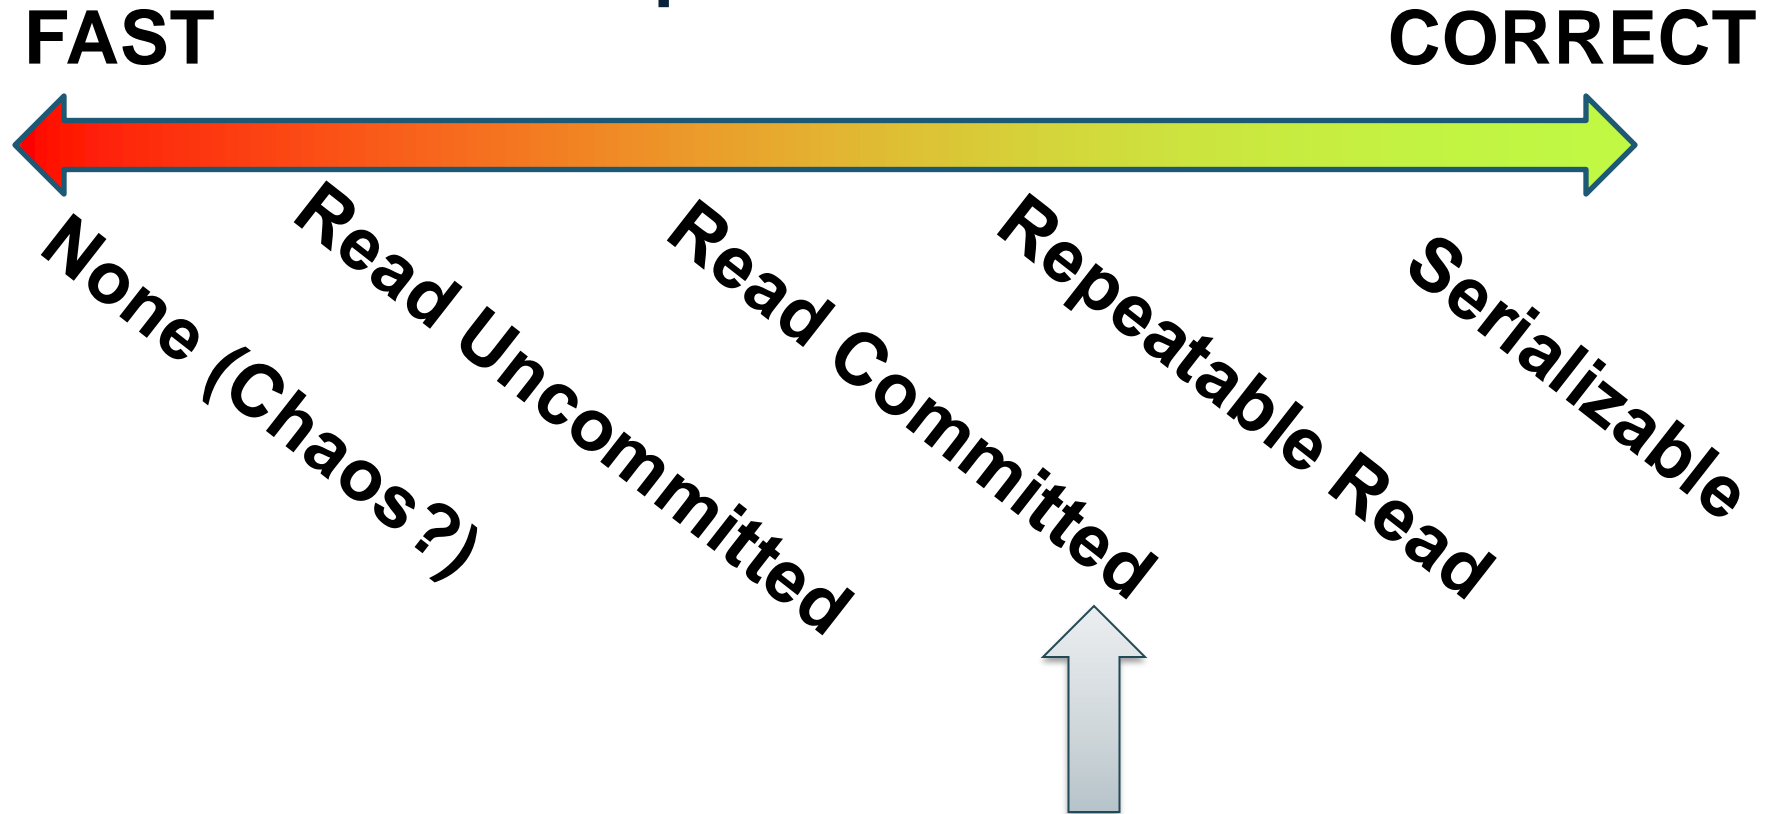 FAST
CORRECT
None (Chaos?)
Read Uncommitted
Read Committed
Repeatable Read
Serializable